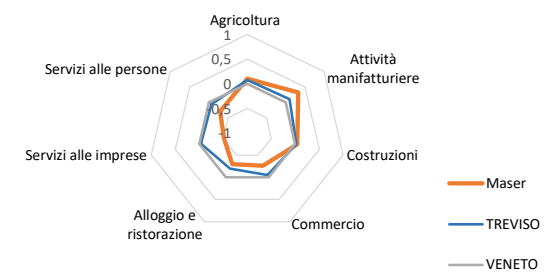 Agricoltura
1
0,5
0
-0,5
-1
Attività
manifatturiere
Costruzioni
Commercio
Alloggio e
ristorazione
Servizi alle imprese
Servizi alle persone
Maser
TREVISO
VENETO